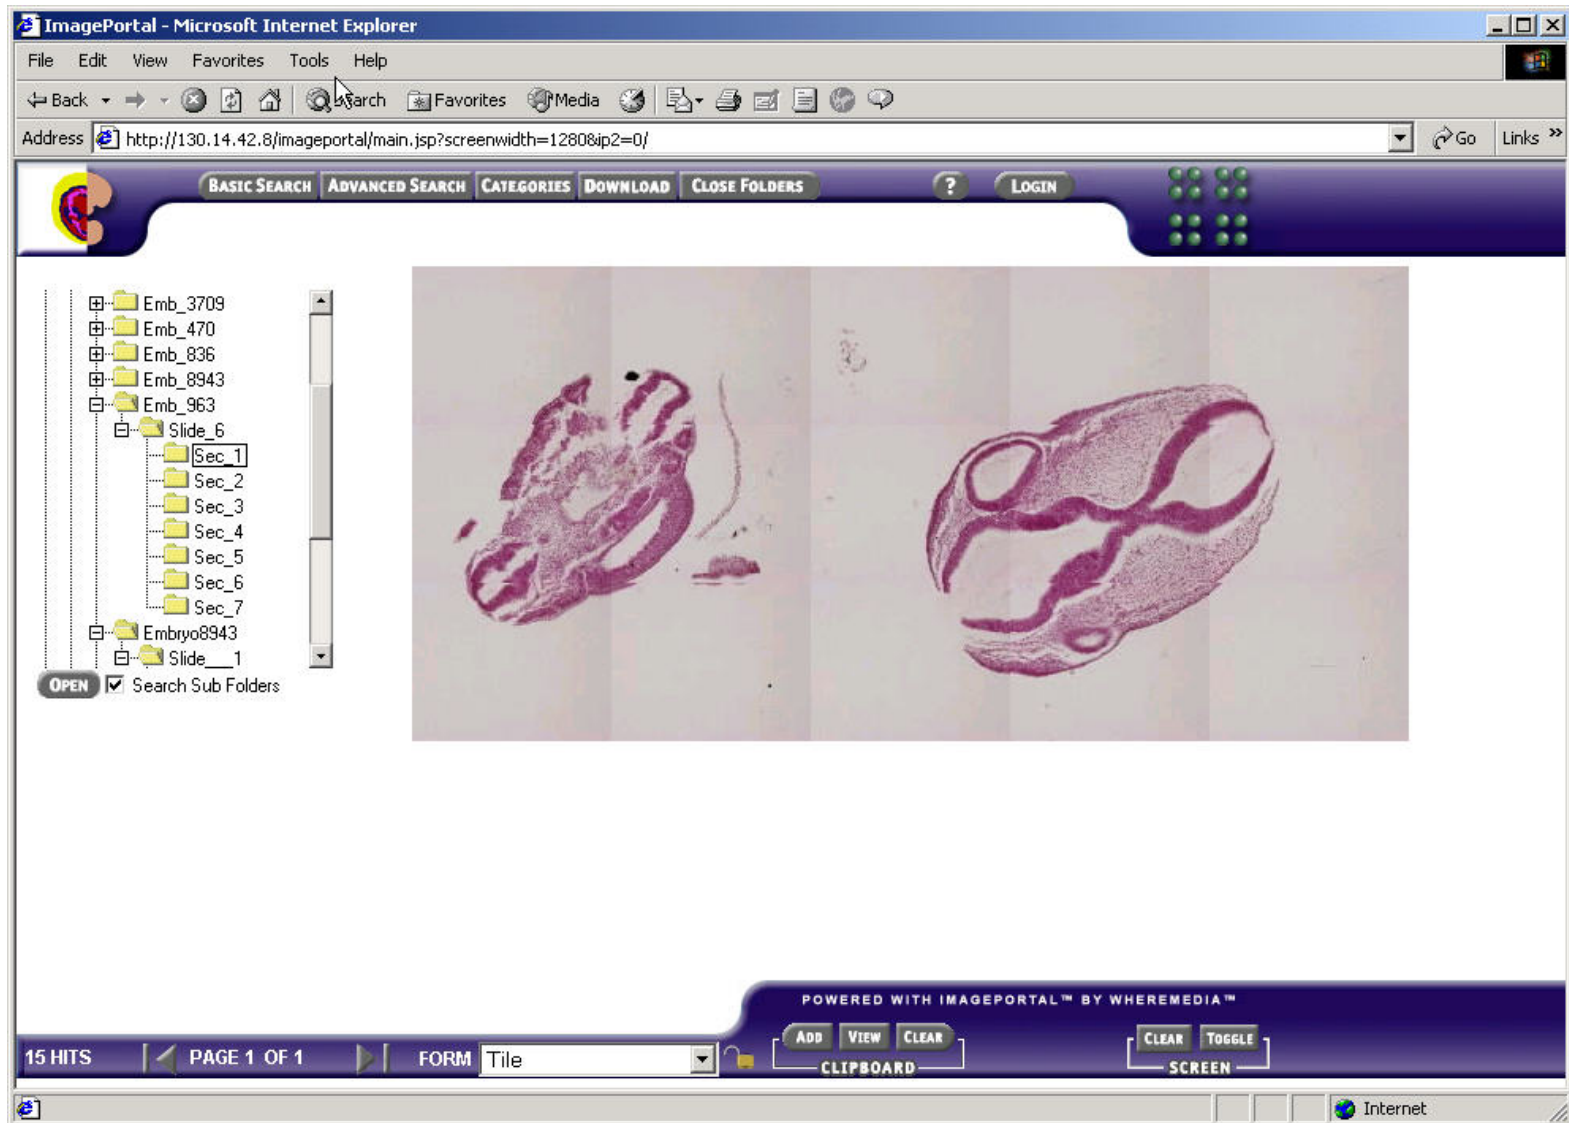 ImagePortal - Microsoft Internet Explorer
File Edit View Favorites Tools Help
Back Search Favorites Media
Address http://130.14.42.8/imageportal/main.jsp?screenwidth=1280&ip2=0/ Go Links »
BASIC SEARCH ADVANCED SEARCH CATEGORIES DOWNLOAD CLOSE FOLDERS ? LOGIN
Emb_3709
Emb_470
Emb_836
Emb_8943
Emb_963
Slide_6
Sec_1
Sec_2
Sec_3
Sec_4
Sec_5
Sec_6
Sec_7
Embryo8943
Slide___1
OPEN Search Sub Folders
POWERED WITH IMAGEPORTAL™ BY WHEREMEDIA™
ADD VIEW CLEAR CLEAR TOGGLE
15 HITS PAGE 1 OF 1 FORM Tile
CLIPBOARD SCREEN
Internet